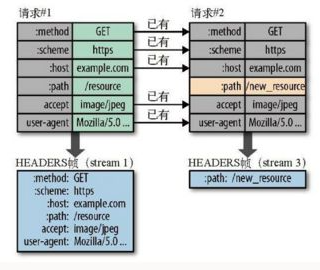 请求#1
:method GET
:scheme https
:host example.com
:path /resource
accept image/jpeg
user-agent Mozilla/5.0 ...
已有
已有
已有
已有
已有
请求#2
:method GET
:scheme https
:host example.com
:path /new_resource
accept image/jpeg
user-agent Mozilla/5.0 ...
HEADERS帧（stream 1）
:method: GET
:scheme: https
:host: example.com
:path: /resource
accept: image/jpeg
user-agent: Mozilla/5.0 ...
HEADERS帧（stream 3）
:path: /new_resource